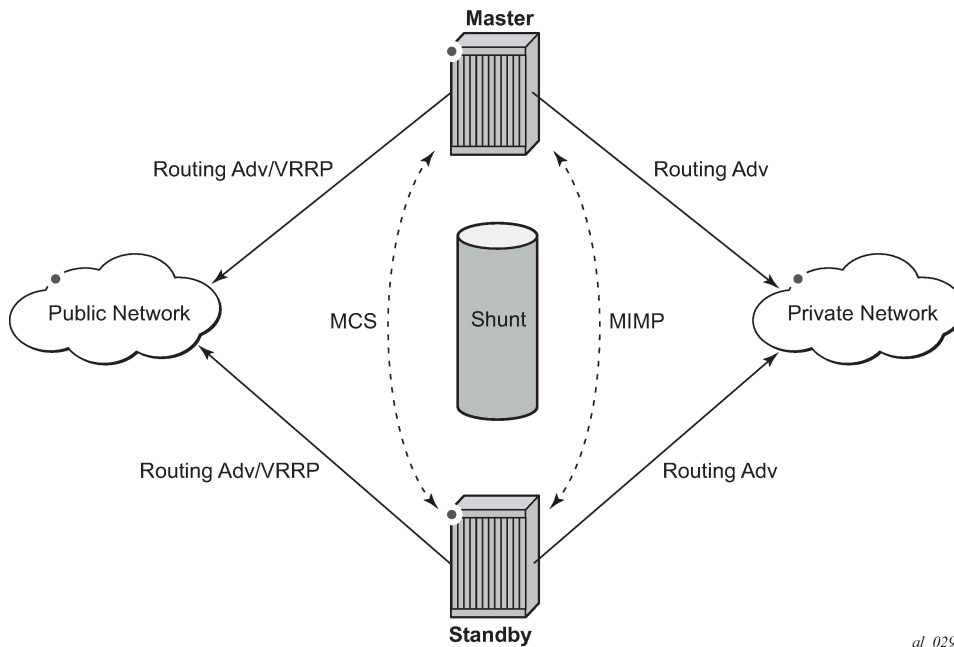 Master
Routing Adv/VRRP
Routing Adv
Public Network
MCS
Shunt
MIMP
Private Network
Routing Adv/VRRP
Routing Adv
Standby
al_029